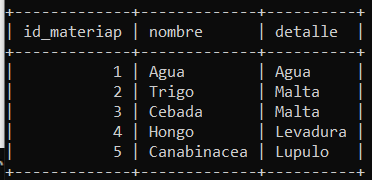 +-------------+------------+----------+
| id_materiap | nombre     | detalle  |
+-------------+------------+----------+
|           1 | Agua       | Agua     |
|           2 | Trigo      | Malta    |
|           3 | Cebada     | Malta    |
|           4 | Hongo      | Levadura |
|           5 | Canabinacea | Lupulo   |
+-------------+------------+----------+